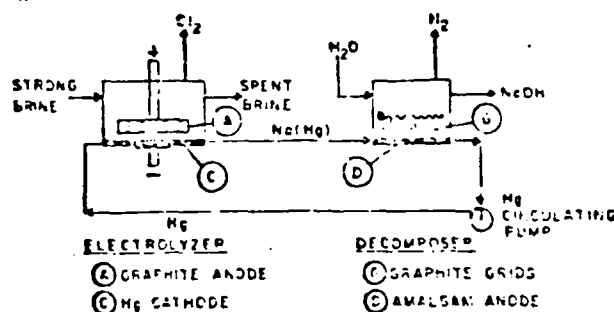 Cl2
H2
H2O
STRONG
BRINE
SPENT
BRINE
NaOH
A
G
Na(Hg)
C
D
Hg
Hg
CIRCULATING
PUMP
ELECTROLYZER
DECOMPOSER
A GRAPHITE ANODE
GRAPHITE GRIDS
C Hg CATHODE
AMALGAM ANODE